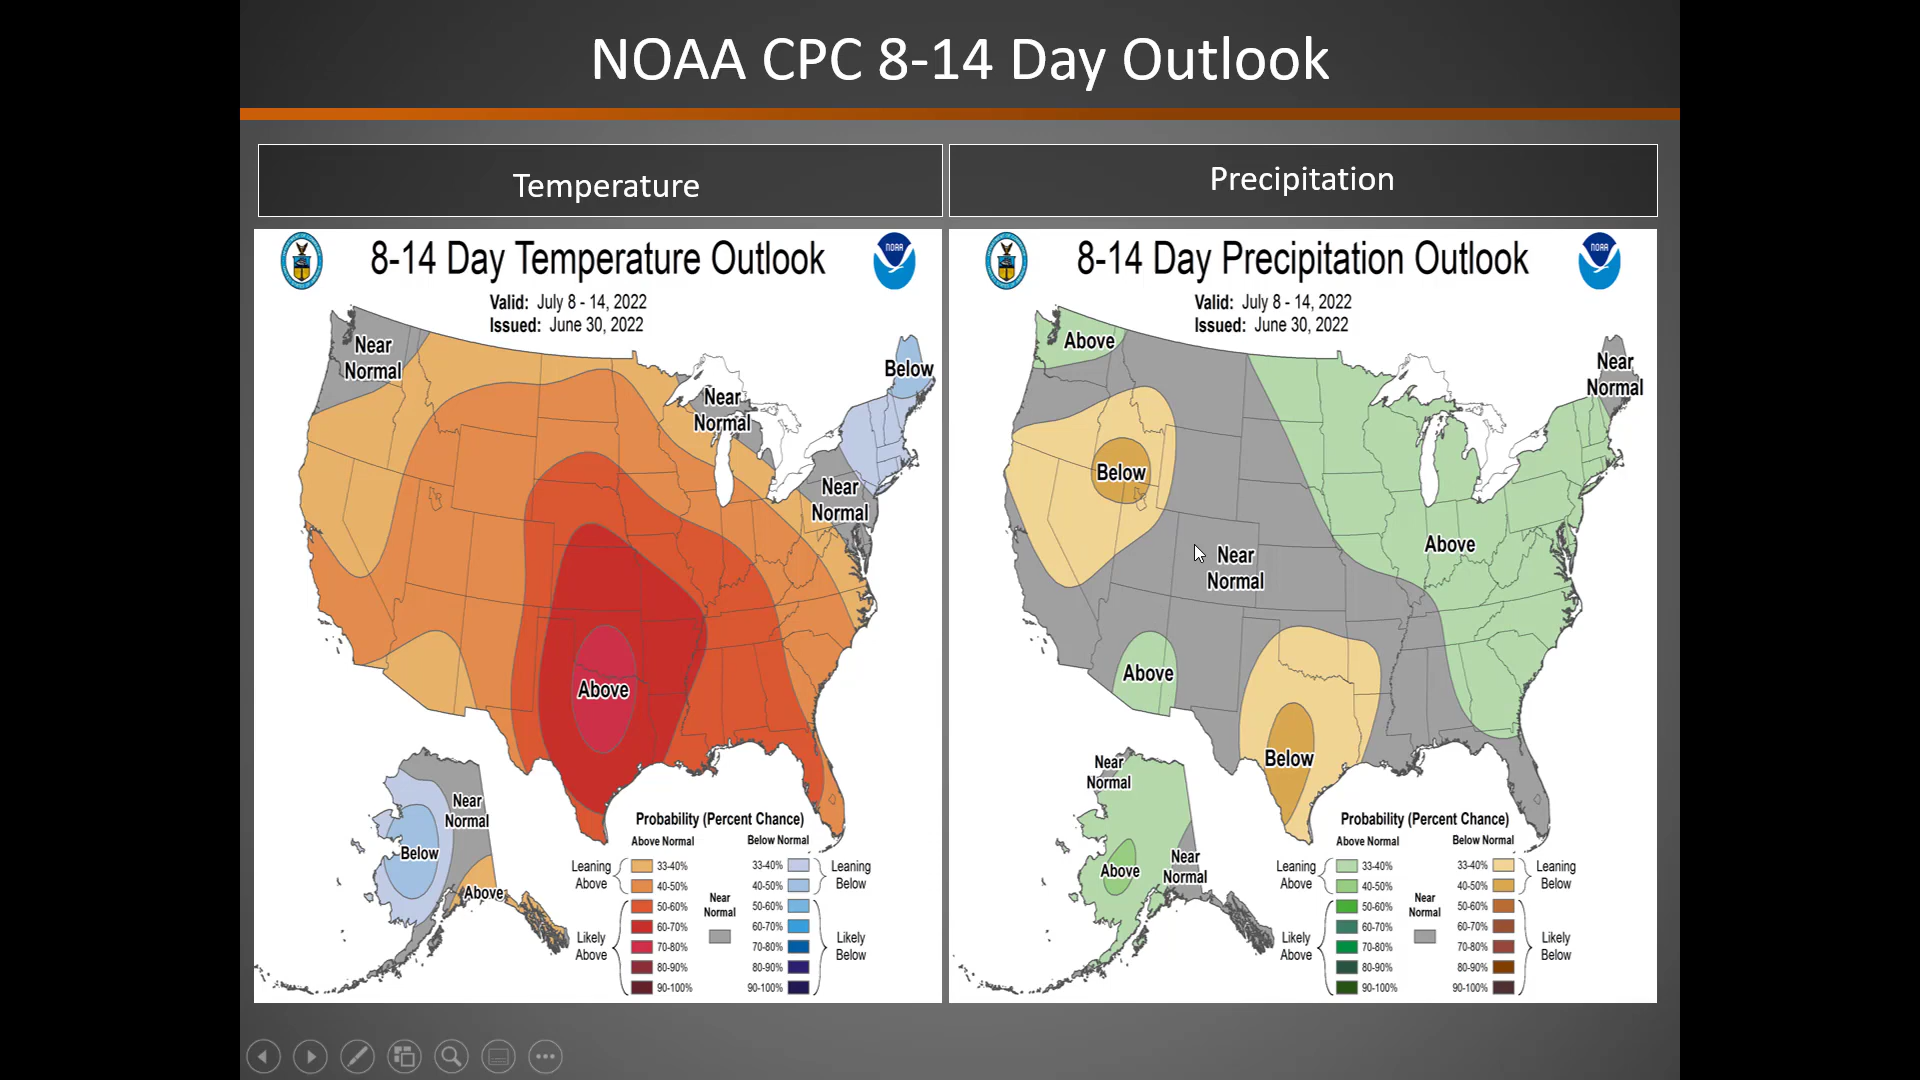 NOAA CPC 8-14 Day Outlook
Temperature
Precipitation
8-14 Day Temperature Outlook
NOAA
Valid: July 8 - 14, 2022
Issued: June 30, 2022
Near
Normal
Below
Near
Normal
Near
Normal
Above
Near
Normal
Below
Above
Probability (Percent Chance)
Above Normal
Below Normal
Leaning
Above
33-40%
40-50%
Likely
Above
50-60%
60-70%
70-80%
80-90%
90-100%
Near
Normal
33-40%
40-50%
Leaning
Below
50-60%
60-70%
70-80%
80-90%
90-100%
Likely
Below
8-14 Day Precipitation Outlook
NOAA
Valid: July 8 - 14, 2022
Issued: June 30, 2022
Above
Near
Normal
Below
Above
Near
Normal
Above
Below
Near
Normal
Above
Near
Normal
Probability (Percent Chance)
Above Normal
Below Normal
Leaning
Above
33-40%
40-50%
Likely
Above
50-60%
60-70%
70-80%
80-90%
90-100%
Near
Normal
33-40%
40-50%
Leaning
Below
50-60%
60-70%
70-80%
80-90%
90-100%
Likely
Below